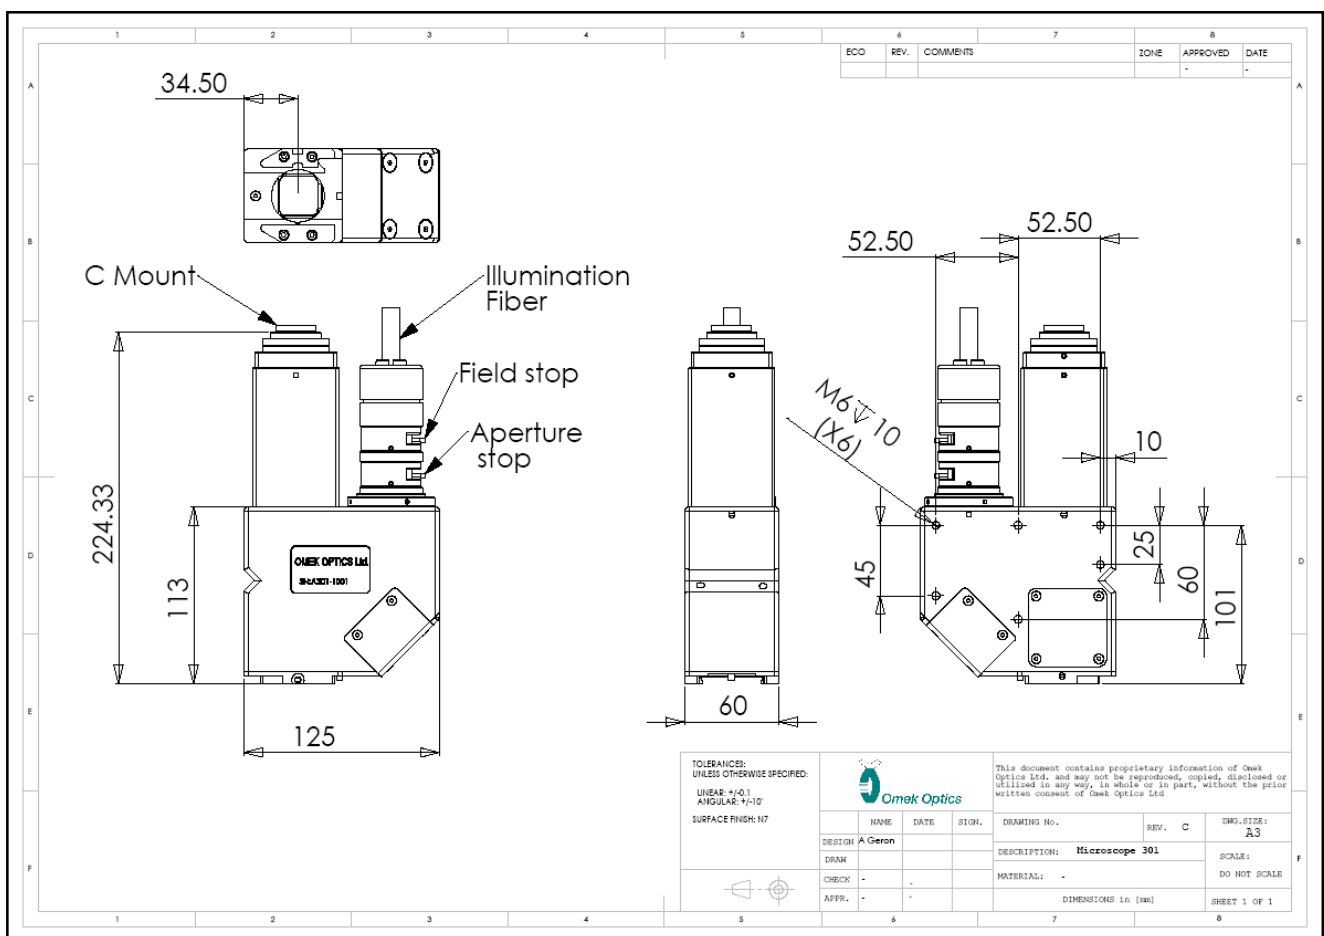 1 2 3 4 5 6 7 8
ECO REV. COMMENTS ZONE APPROVED DATE
- -
A A
34.50
B B
52.50
52.50
C Mount
Illumination
Fiber
Field stop
C C
M6 ↧ 10
(X6)
Aperture
stop
10
224.33
D D
OMEK OPTICS Ltd.
SN:A301-1001
113
45
25
60
101
E E
60
125
TOLERANCES:
UNLESS OTHERWISE SPECIFIED:
LINEAR: +/-0.1
ANGULAR: +/-10'
SURFACE FINISH: N7
Omek Optics
This document contains proprietary information of Omek
Optics Ltd. and may not be reproduced, copied, disclosed or
utilized in any way, in whole or in part, without the prior
written consent of Omek Optics Ltd
NAME DATE SIGN.
DESIGN A Geron
DRAW
CHECK - -
APPR. - -
DRAWING No.
REV. C
DWG.SIZE:
A3
DESCRIPTION: Microscope 301
SCALE:
DO NOT SCALE
MATERIAL: -
DIMENSIONS in [mm]
SHEET 1 OF 1
F F
1 2 3 4 5 6 7 8